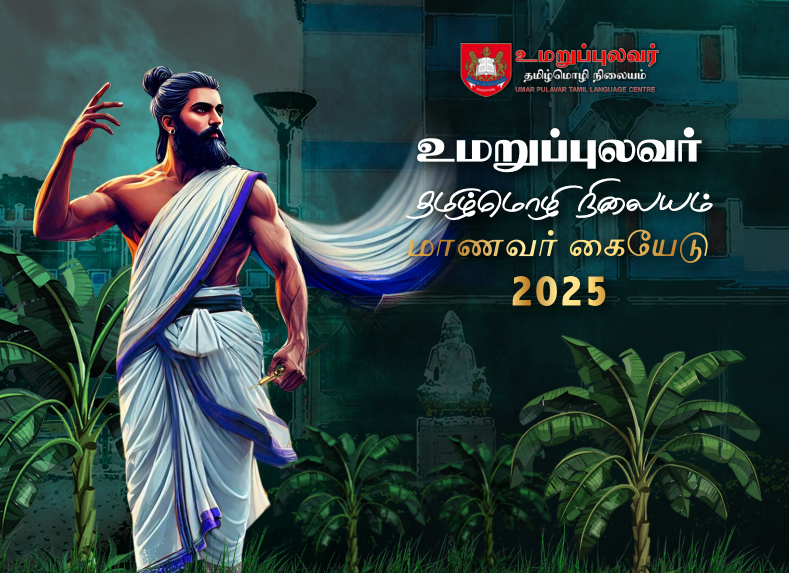 உமறுப்புலவர்
தமிழ்மொழி நிலையம்
UMAR PULAVAR TAMIL LANGUAGE CENTRE
உமறுப்புலவர்
தமிழ்மொழி நிலையம்
மாணவர் கையேடு
2025